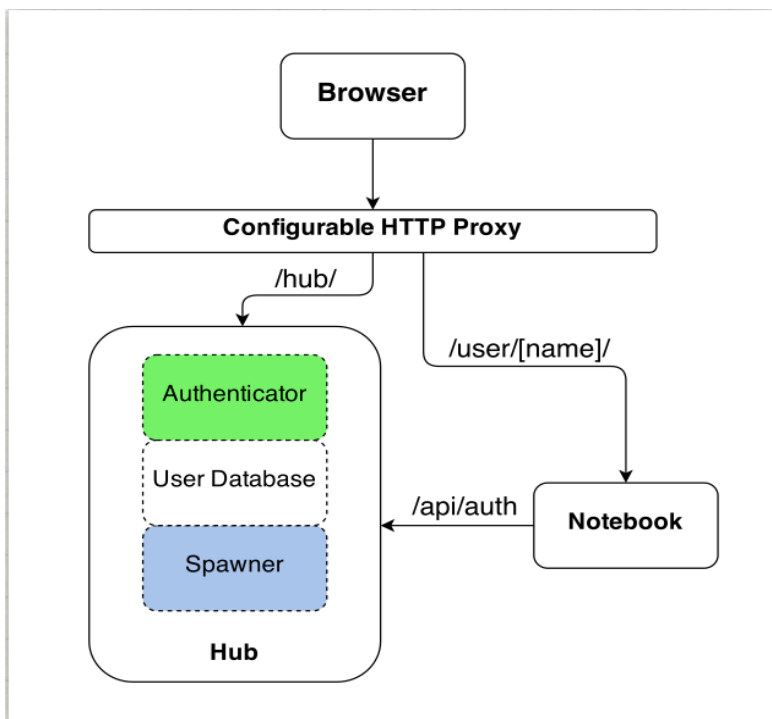 Browser
Configurable HTTP Proxy
/hub/
/user/[name]/
Authenticator
User Database
/api/auth
Notebook
Spawner
Hub